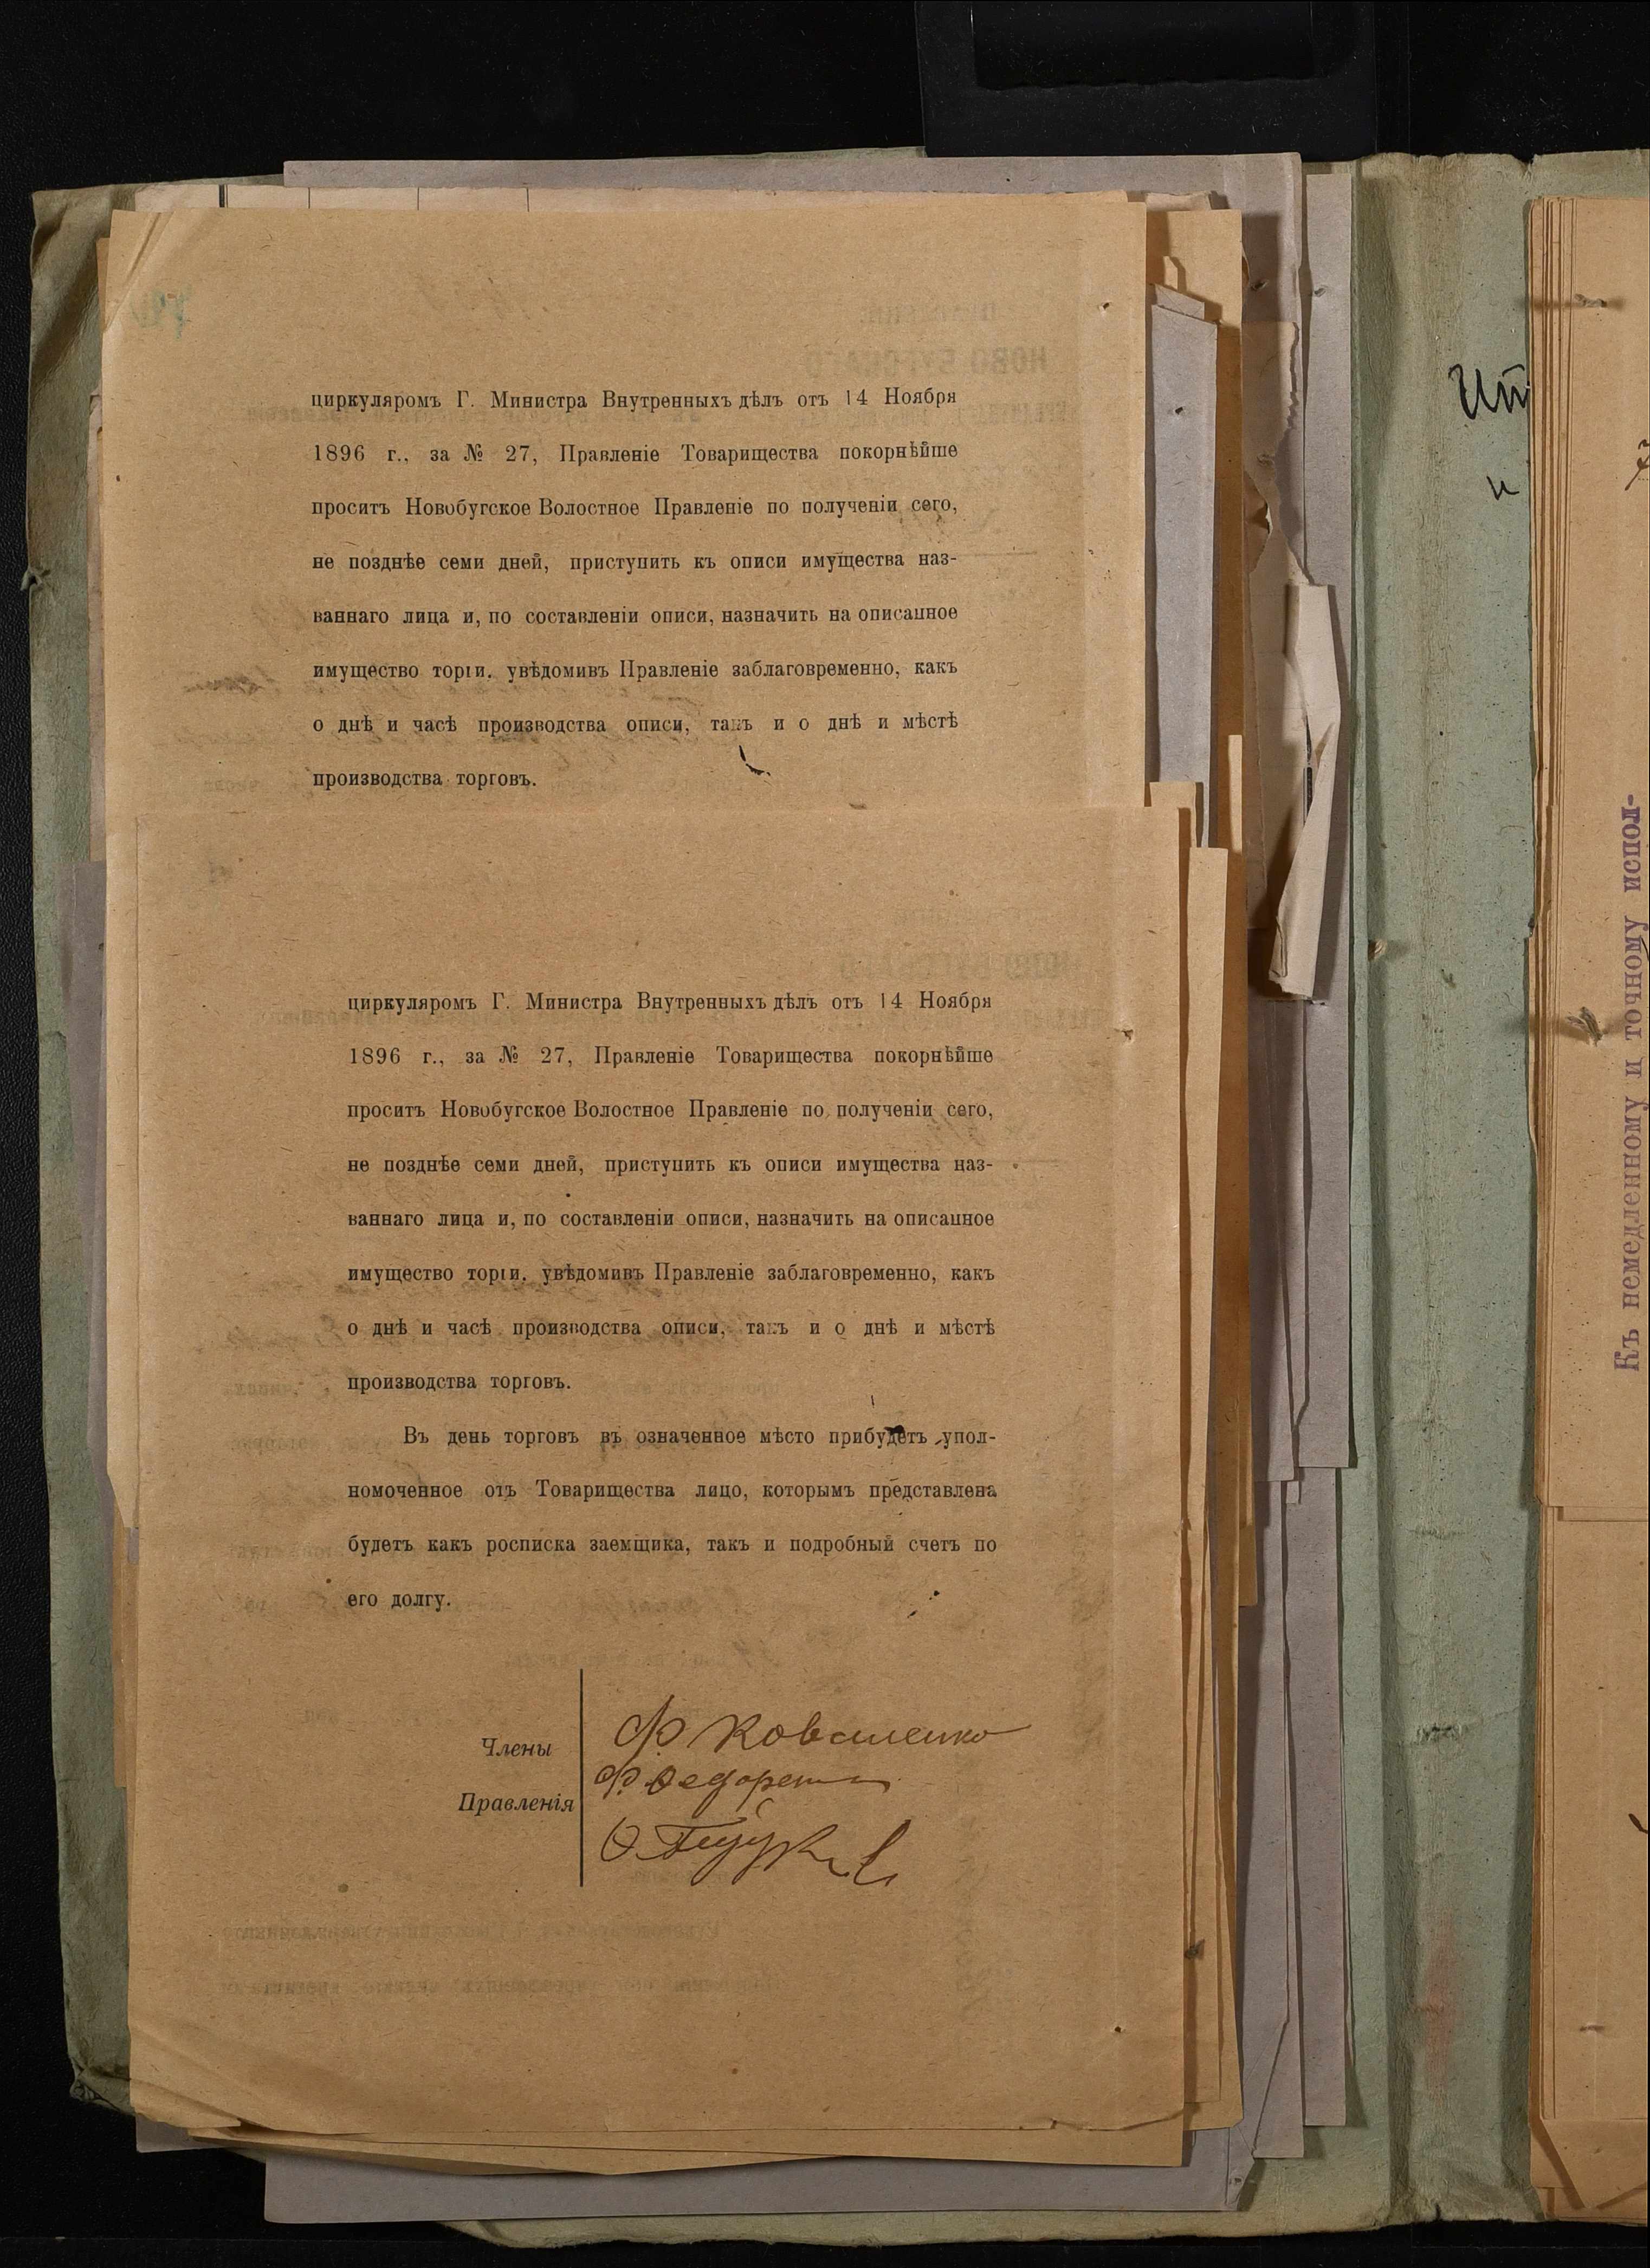 циркуляромъ Г. Министра Внутренныхъ дѣлъ отъ 14 Ноября
1896 г., за № 27, Правленіе Товарищества покорнѣйше
проситъ Новобугское Волостное Правленіе по полученіи сего,
не позднѣе семи дней, приступить къ описи имущества наз-
ваннаго лица и, по составленіи описи, назначить на описанное
имущество торги. увѣдомивъ Правленіе заблаговременно, какъ
о днѣ и часѣ производства описи, такъ и о днѣ и мѣстѣ
производства торговъ.
циркуляромъ Г. Министра Внутренныхъ дѣлъ отъ 14 Ноября
1896 г., за № 27, Правленіе Товарищества покорнѣйше
проситъ Новобугское Волостное Правленіе по полученіи сего,
не позднѣе семи дней, приступить къ описи имущества наз-
ваннаго лица и, по составленіи описи, назначить на описанное
имущество торги. увѣдомивъ Правленіе заблаговременно, какъ
о днѣ и часѣ производства описи, такъ и о днѣ и мѣстѣ
производства торговъ.
Въ день торговъ въ означенное мѣсто прибудетъ упол-
номоченное отъ Товарищества лицо, которымъ представлена
будетъ какъ росписка заемщика, такъ и подробный счетъ по
его долгу.
Члены
Правленія
Ф. Коваленко
Къ немедленному и точному испол-